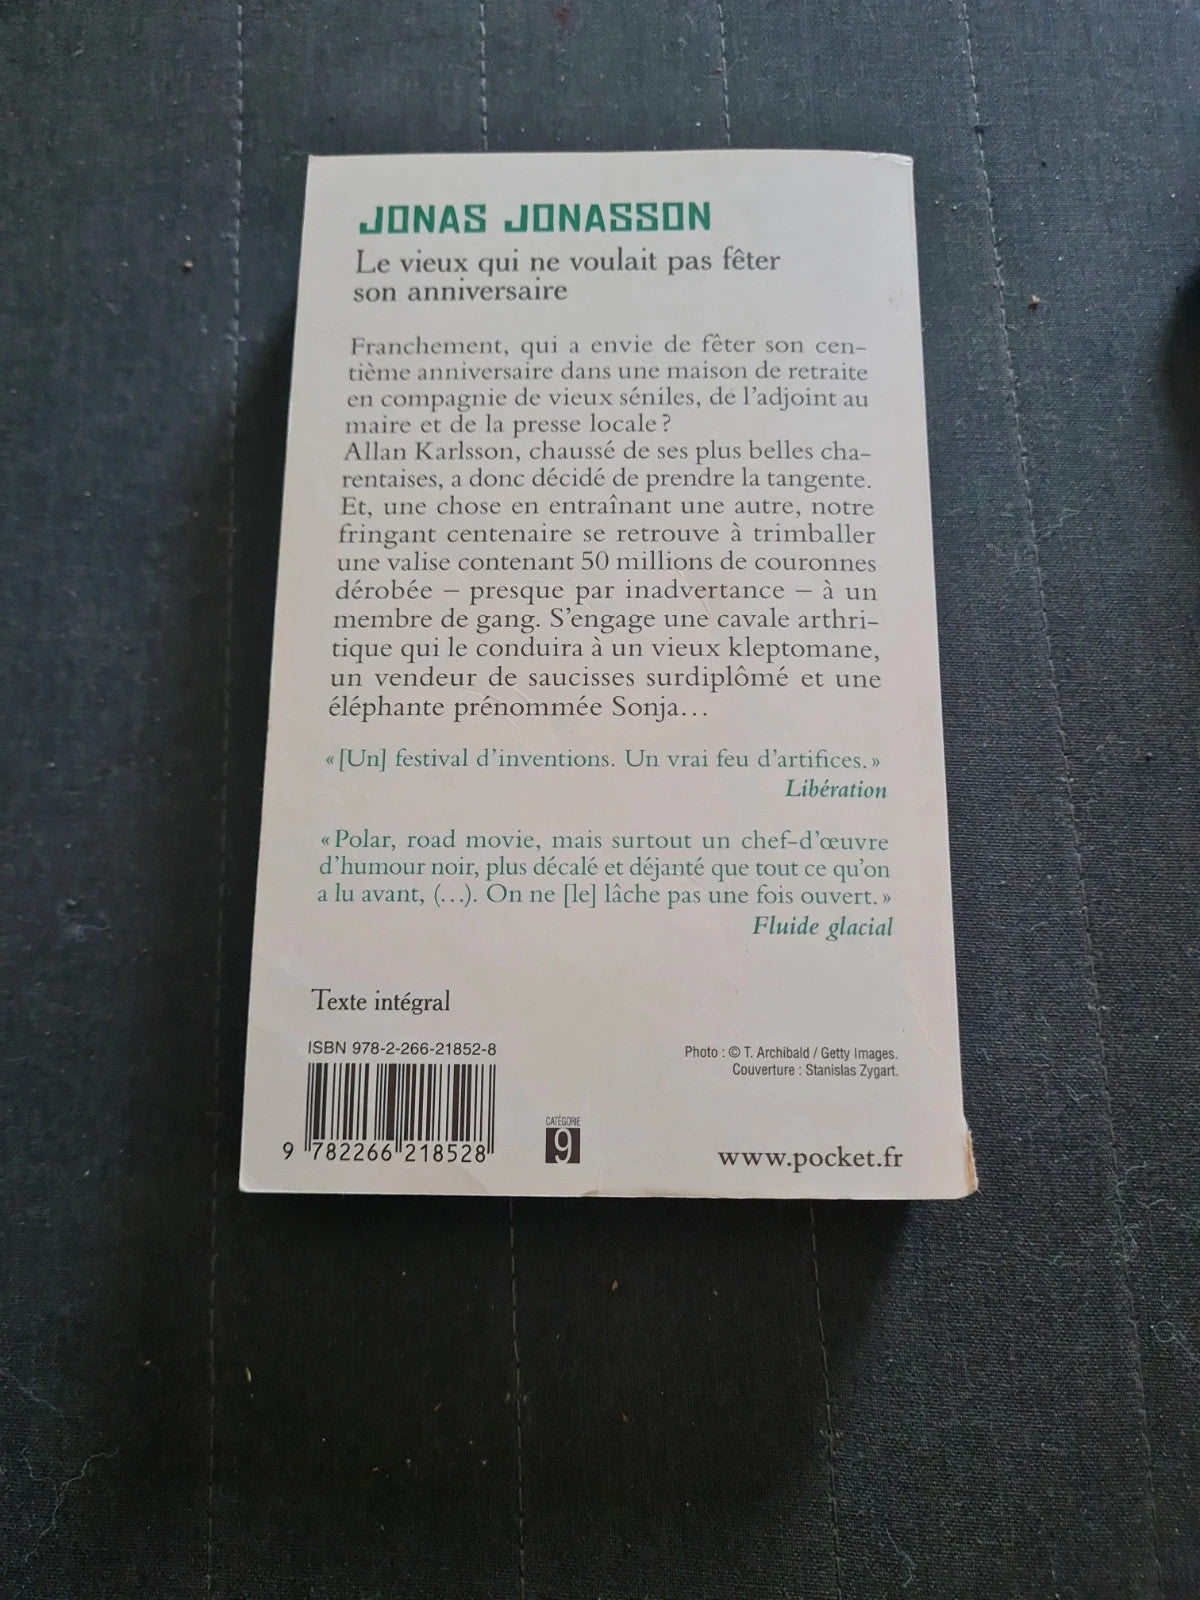 JONAS JONASSON
Le vieux qui ne voulait pas fêter
son anniversaire
Franchement, qui a envie de fêter son cen-
tième anniversaire dans une maison de retraite
en compagnie de vieux séniles, de l'adjoint au
maire et de la presse locale ?
Allan Karlsson, chaussé de ses plus belles cha-
rentaises, a donc décidé de prendre la tangente.
Et, une chose en entraînant une autre, notre
fringant centenaire se retrouve à trimballer
une valise contenant 50 millions de couronnes
dérobée – presque par inadvertance – à un
membre de gang. S'engage une cavale arthri-
tique qui le conduira à un vieux kleptomane,
un vendeur de saucisses surdiplômé et une
éléphante prénommée Sonja…
« [Un] festival d'inventions. Un vrai feu d'artifices. »
Libération
« Polar, road movie, mais surtout un chef-d'œuvre
d'humour noir, plus décalé et déjanté que tout ce qu'on
a lu avant, (…). On ne [le] lâche pas une fois ouvert. »
Fluide glacial
Texte intégral
ISBN 978-2-266-21852-8
Photo : © T. Archibald / Getty Images.
Couverture : Stanislas Zygart.
CATÉGORIE
9
9 782266 218528
www.pocket.fr